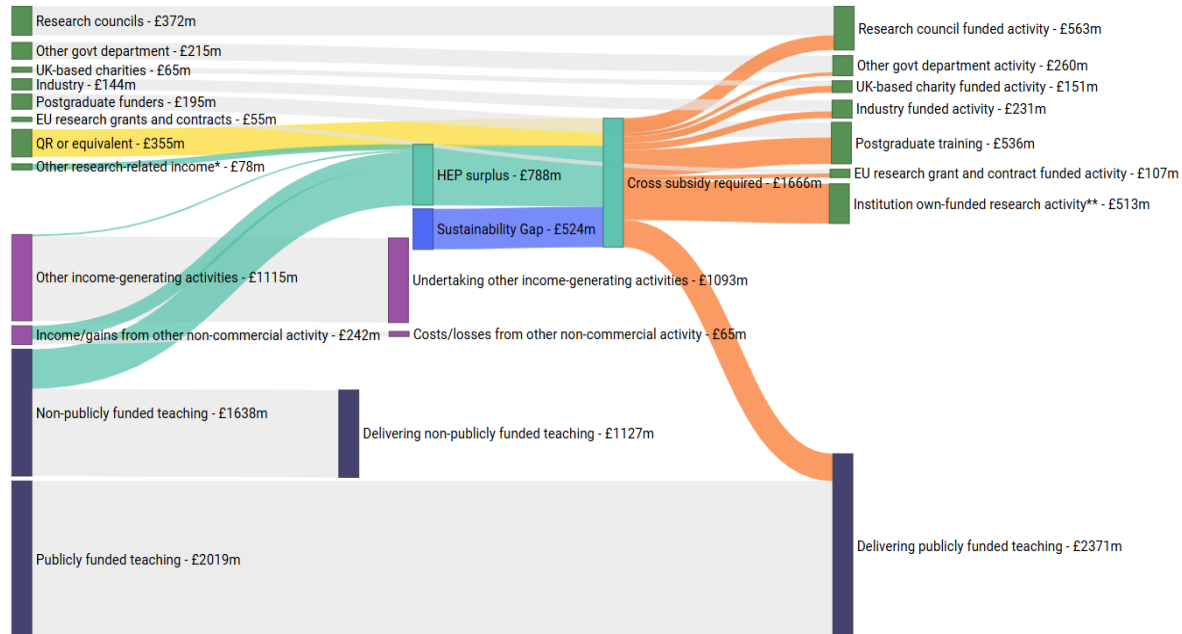 Research councils - £372m
Other govt department - £215m
UK-based charities - £65m
Industry - £144m
Postgraduate funders - £195m
EU research grants and contracts - £55m
QR or equivalent - £355m
Other research-related income* - £78m
Other income-generating activities - £1115m
Income/gains from other non-commercial activity - £242m
Non-publicly funded teaching - £1638m
Publicly funded teaching - £2019m
Delivering non-publicly funded teaching - £1127m
Undertaking other income-generating activities - £1093m
Costs/losses from other non-commercial activity - £65m
HEP surplus - £788m
Sustainability Gap - £524m
Cross subsidy required - £1666m
Research council funded activity - £563m
Other govt department activity - £260m
UK-based charity funded activity - £151m
Industry funded activity - £231m
Postgraduate training - £536m
EU research grant and contract funded activity - £107m
Institution own-funded research activity** - £513m
Delivering publicly funded teaching - £2371m